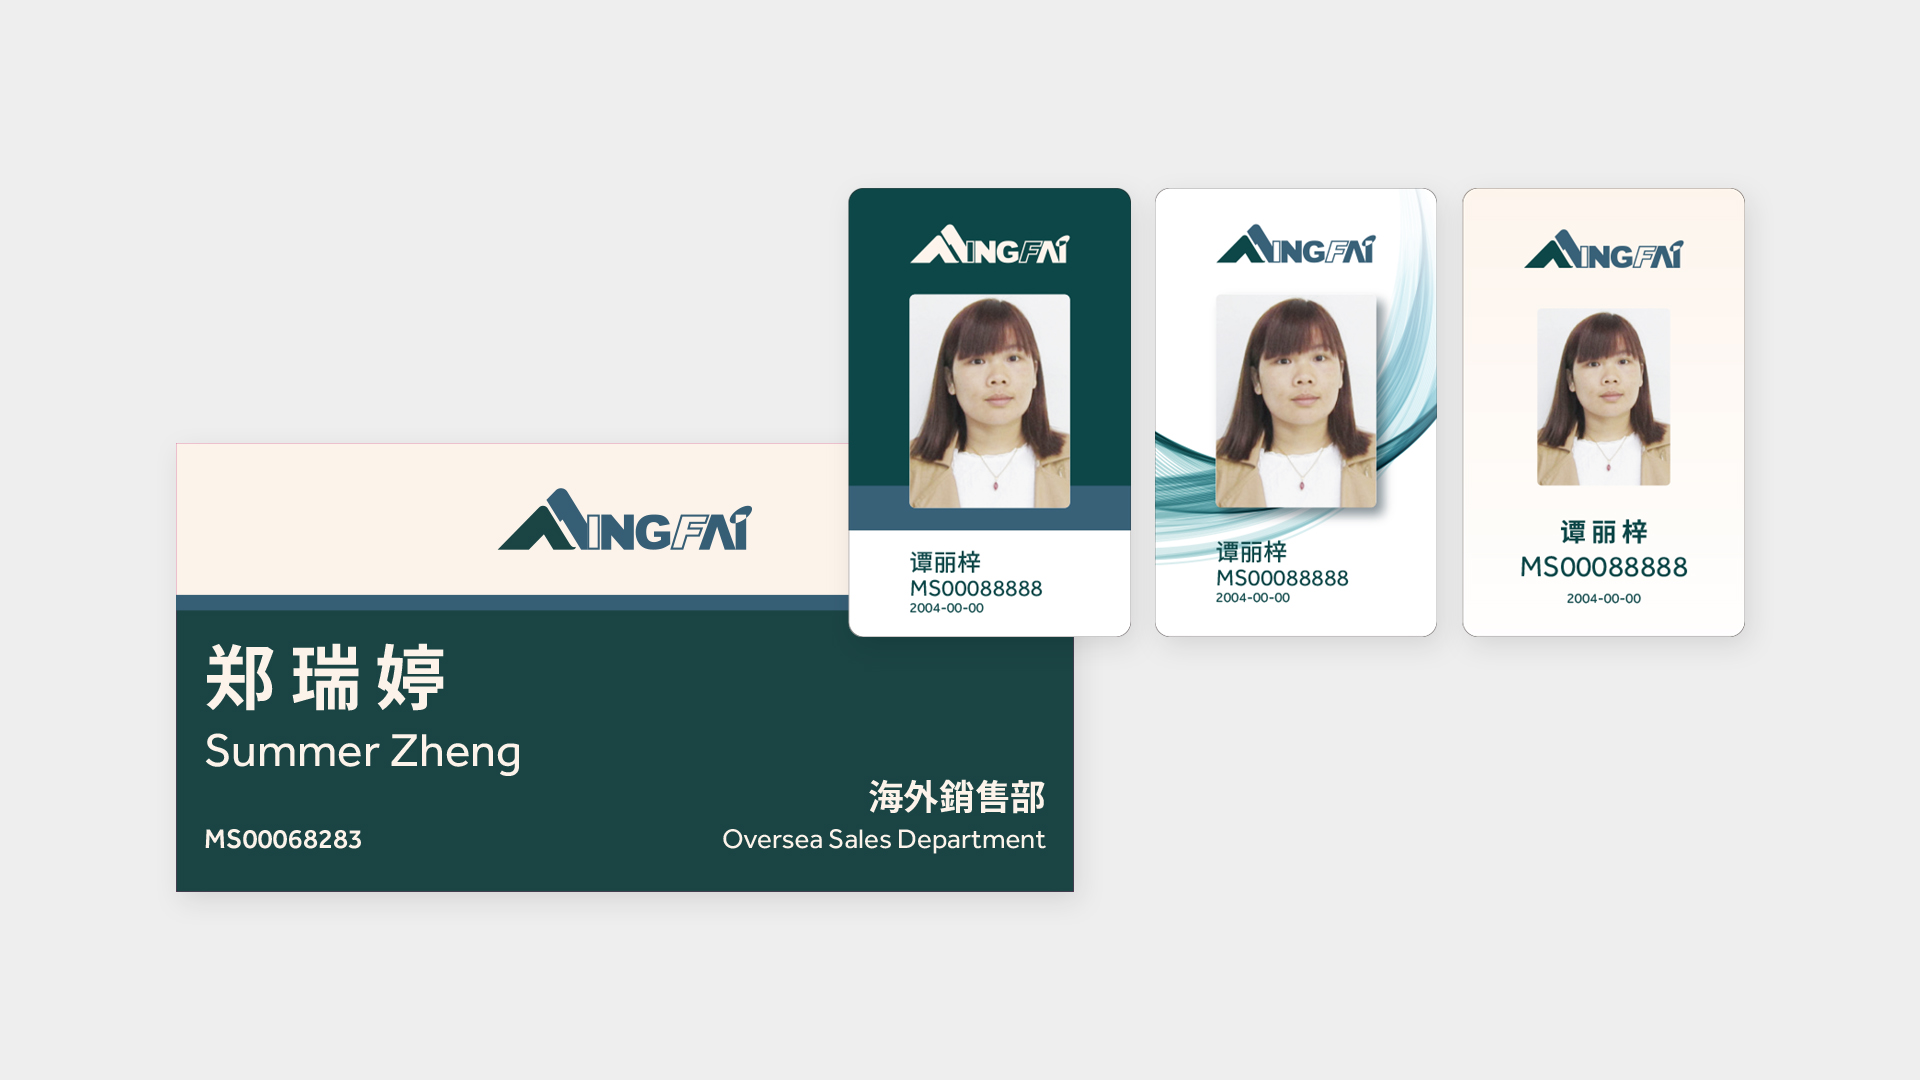 MINGFAI
郑瑞婷
Summer Zheng
MS00068283
海外銷售部
Oversea Sales Department
MINGFAI
谭丽梓
MS00088888
2004-00-00
MINGFAI
谭丽梓
MS00088888
2004-00-00
MINGFAI
谭丽梓
MS00088888
2004-00-00